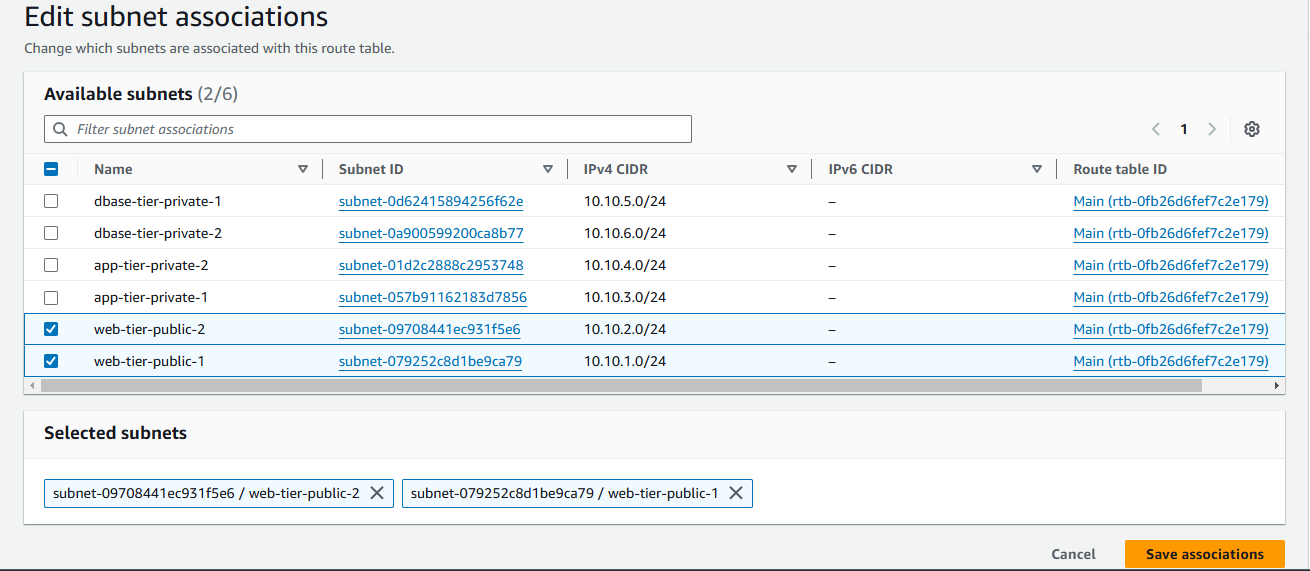 Edit subnet associations
Change which subnets are associated with this route table.
Available subnets (2/6)
Filter subnet associations
1
Name Subnet ID IPv4 CIDR IPv6 CIDR Route table ID
dbase-tier-private-1 subnet-0d62415894256f62e 10.10.5.0/24 – Main (rtb-0fb26d6fef7c2e179)
dbase-tier-private-2 subnet-0a900599200ca8b77 10.10.6.0/24 – Main (rtb-0fb26d6fef7c2e179)
app-tier-private-2 subnet-01d2c2888c2953748 10.10.4.0/24 – Main (rtb-0fb26d6fef7c2e179)
app-tier-private-1 subnet-057b91162183d7856 10.10.3.0/24 – Main (rtb-0fb26d6fef7c2e179)
web-tier-public-2 subnet-09708441ec931f5e6 10.10.2.0/24 – Main (rtb-0fb26d6fef7c2e179)
web-tier-public-1 subnet-079252c8d1be9ca79 10.10.1.0/24 – Main (rtb-0fb26d6fef7c2e179)
Selected subnets
subnet-09708441ec931f5e6 / web-tier-public-2 subnet-079252c8d1be9ca79 / web-tier-public-1
Cancel Save associations